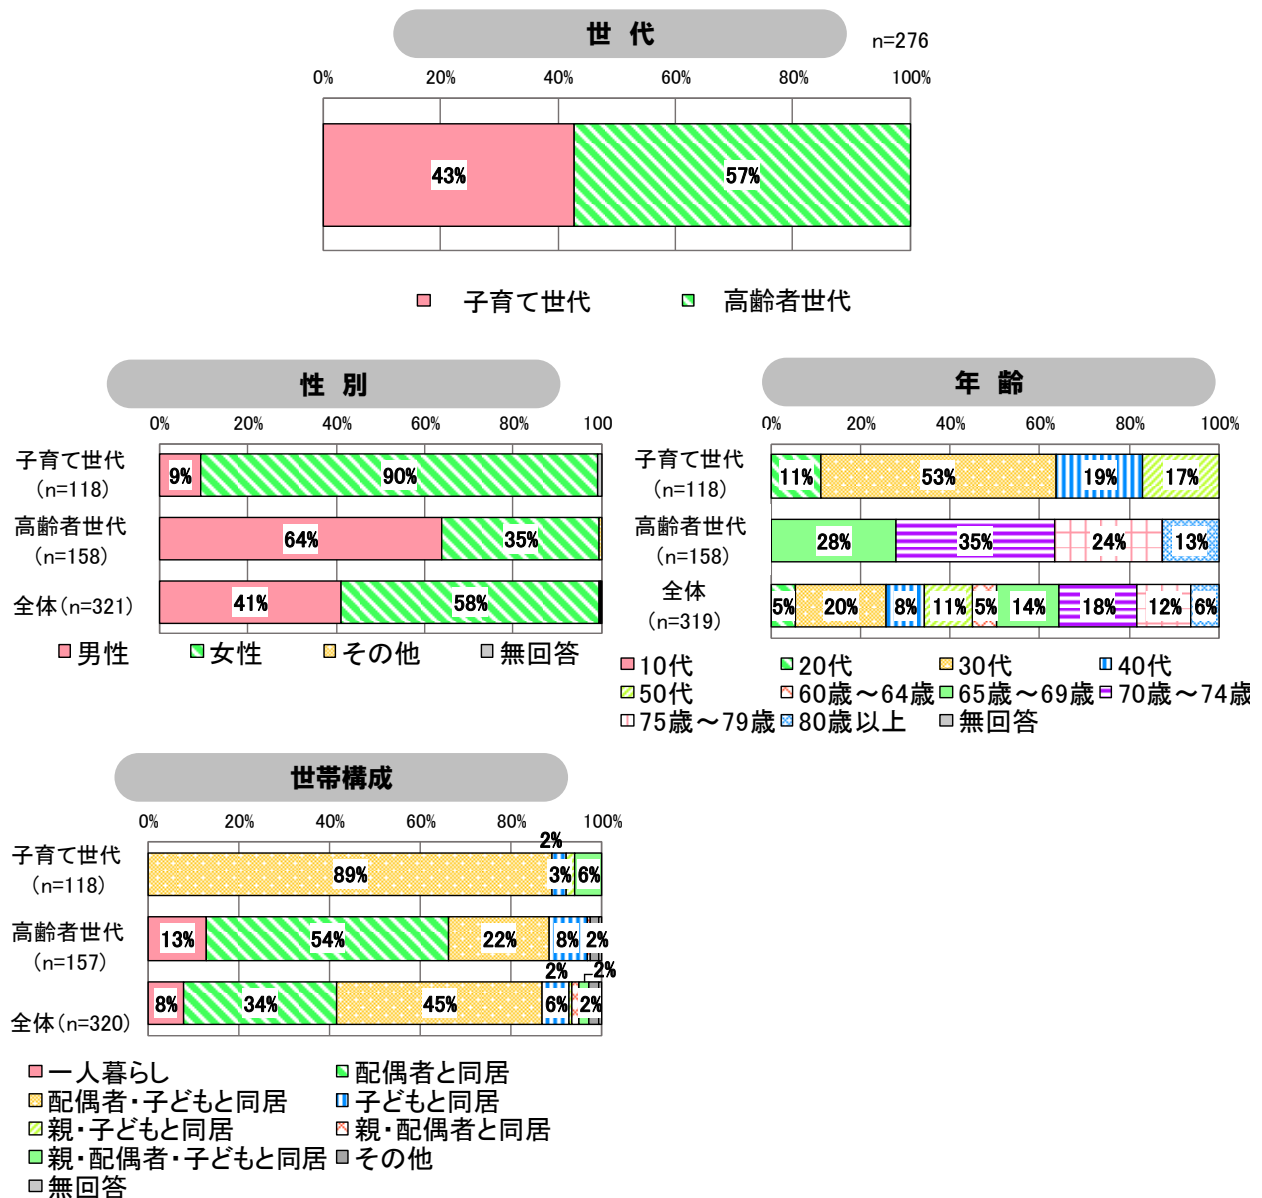 世 代
n=276
0% 20% 40% 60% 80% 100%
43% 57%
子育て世代 高齢者世代
性 別
0% 20% 40% 60% 80% 100
子育て世代
(n=118)
9% 90%
高齢者世代
(n=158)
64% 35%
全体(n=321)
41% 58%
男性 女性 その他 無回答
年 齢
0% 20% 40% 60% 80% 100%
子育て世代
(n=118)
11% 53% 19% 17%
高齢者世代
(n=158)
28% 35% 24% 13%
全体
(n=319)
5% 20% 8% 11% 5% 14% 18% 12% 6%
10代 20代 30代 40代
50代 60歳～64歳 65歳～69歳 70歳～74歳
75歳～79歳 80歳以上 無回答
世帯構成
0% 20% 40% 60% 80% 100%
2%
子育て世代
(n=118)
89% 3% 6%
高齢者世代
(n=157)
13% 54% 22% 8% 2%
2% 2%
全体(n=320)
8% 34% 45% 6% 2%
一人暮らし 配偶者と同居
配偶者・子どもと同居 子どもと同居
親・子どもと同居 親・配偶者と同居
親・配偶者・子どもと同居 その他
無回答